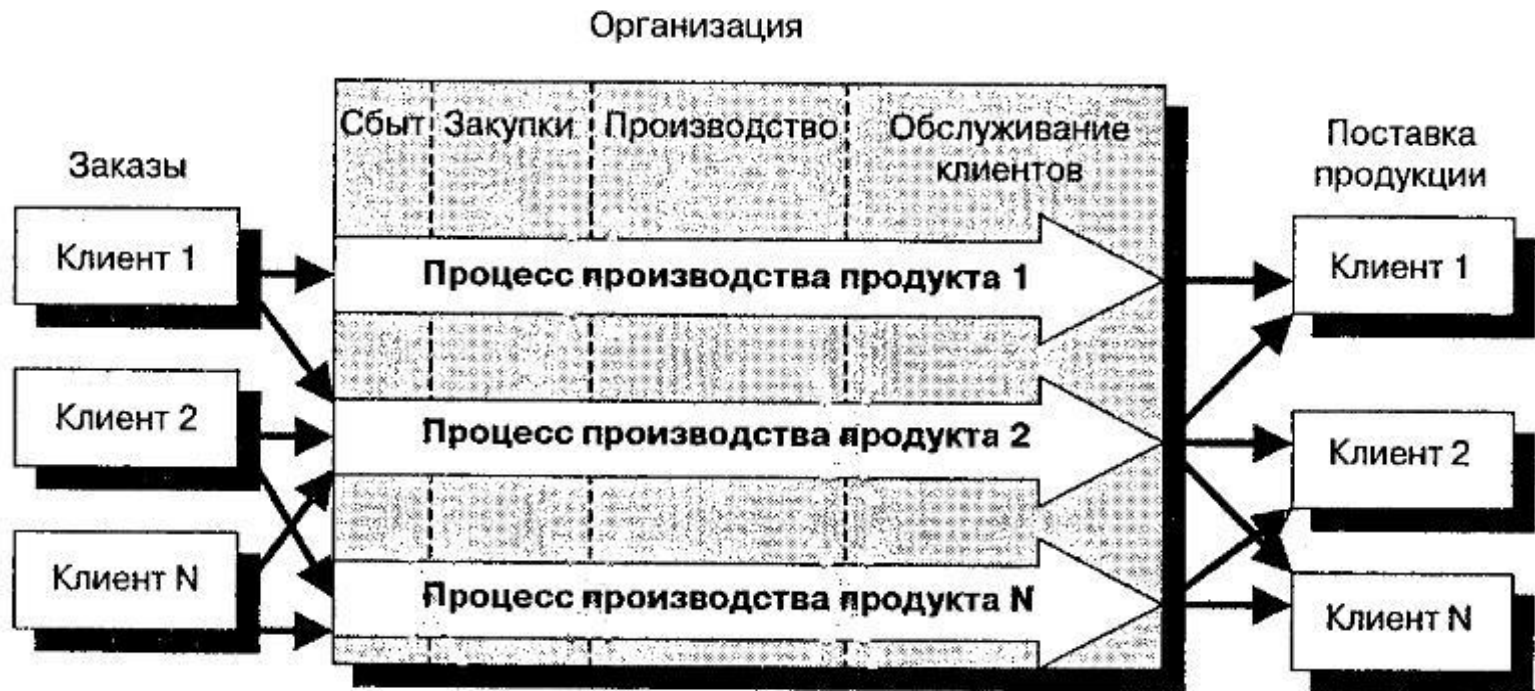 Организация
Сбыт Закупки Производство Обслуживание
клиентов
Заказы
Поставка
продукции
Клиент 1
Процесс производства продукта 1
Клиент 1
Клиент 2
Процесс производства продукта 2
Клиент 2
Клиент N
Процесс производства продукта N
Клиент N